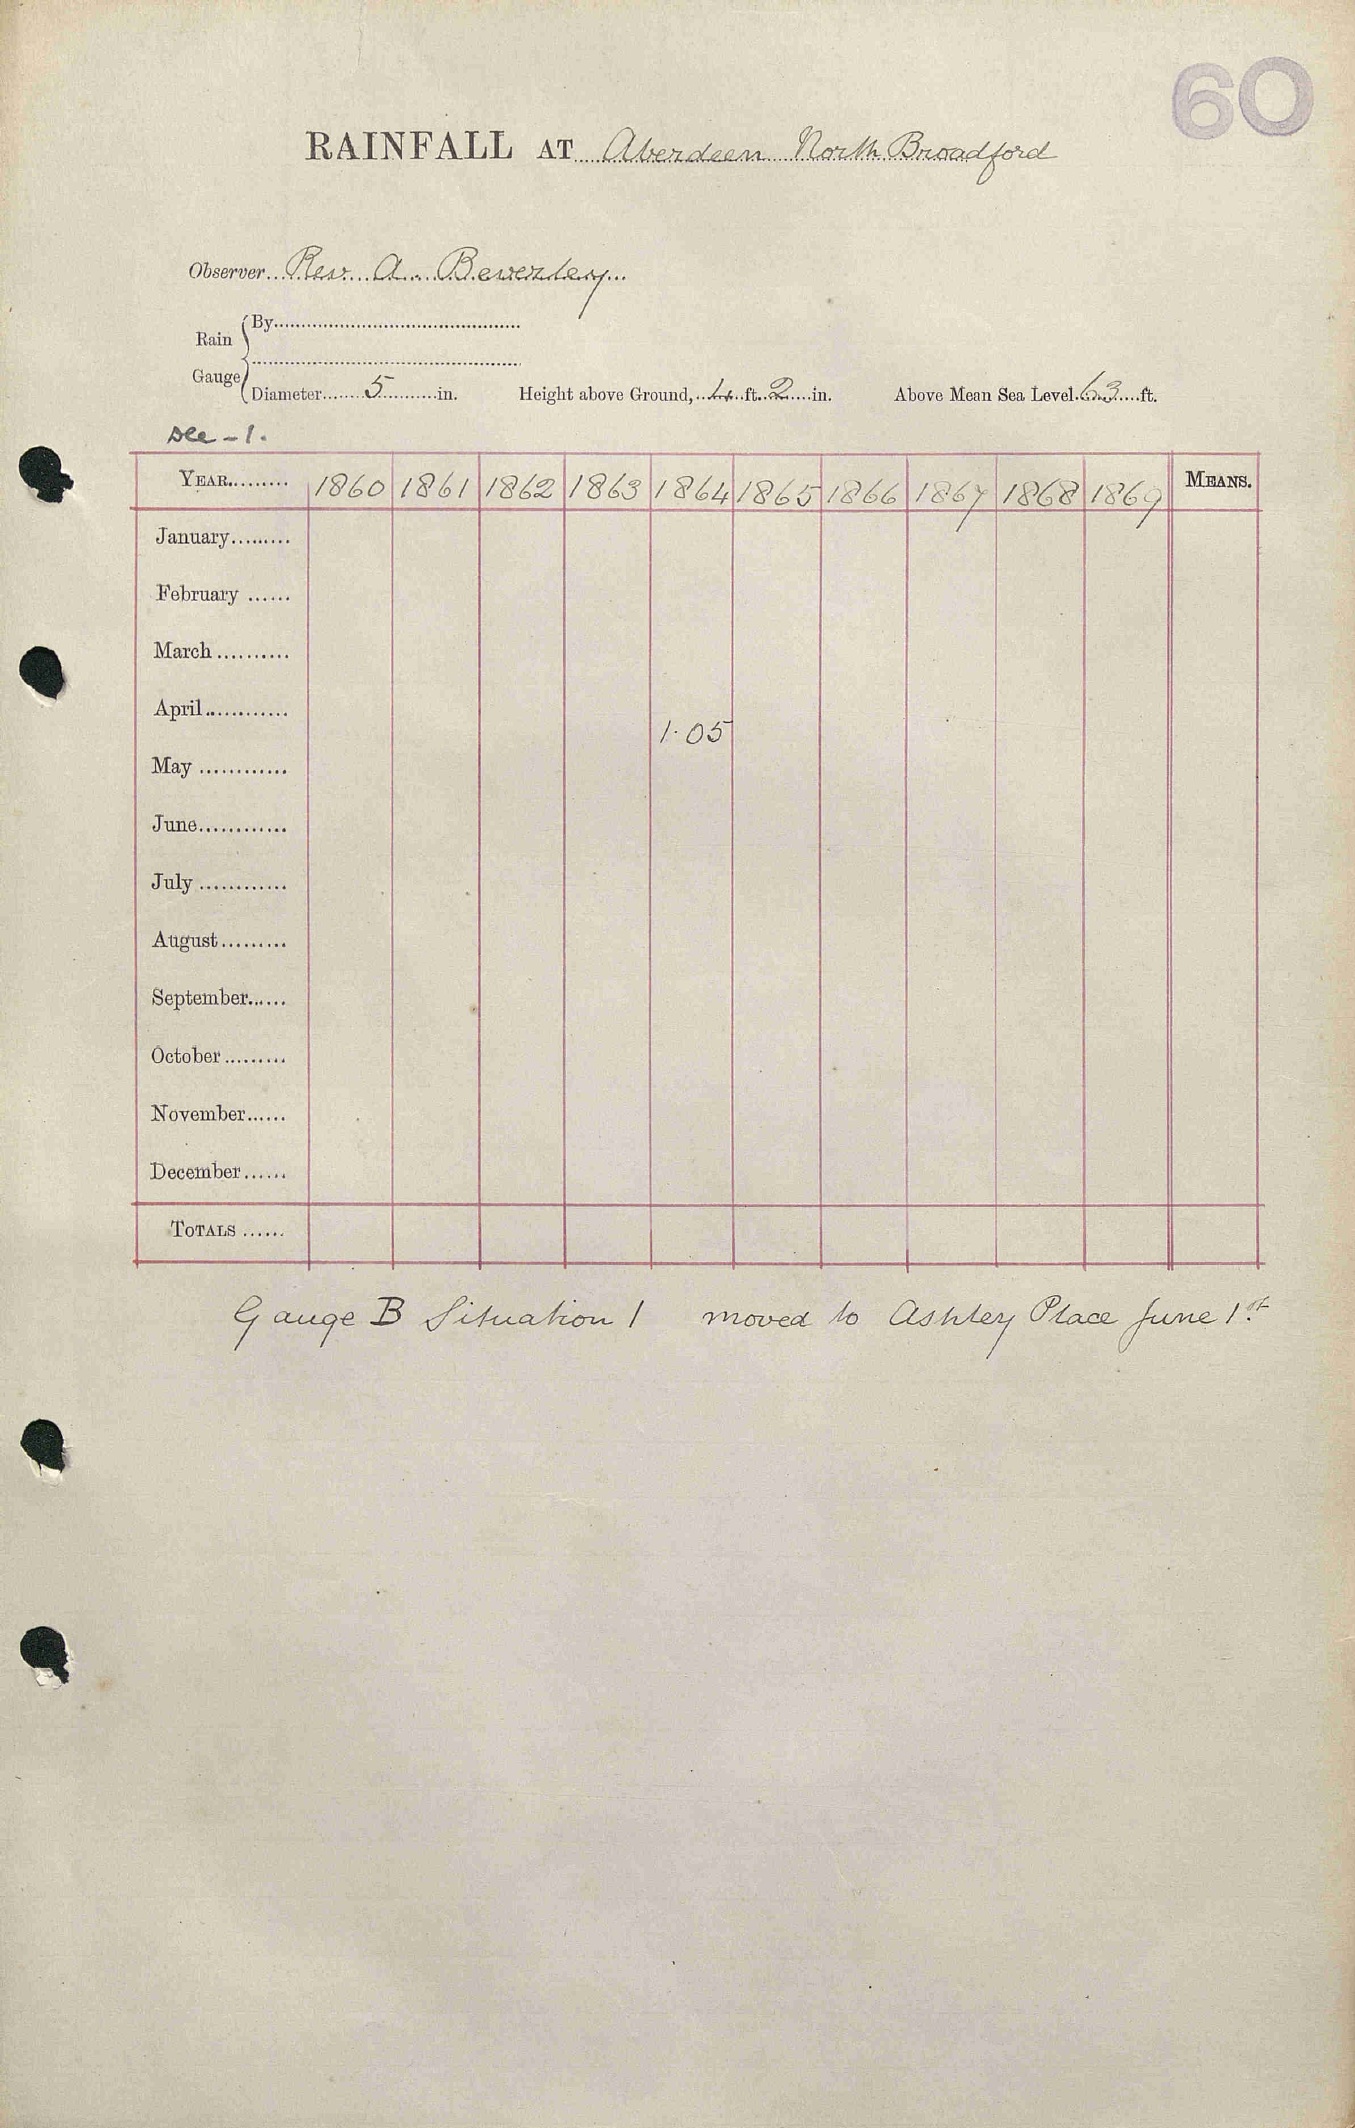 60
RAINFALL AT Aberdeen North Broadford
Observer Rev. A. Beverley
Rain Gauge
By
Diameter 5 in. Height above Ground, 4 ft. 2 in. Above Mean Sea Level 63 ft.
Dec - 1.
YEAR 1860 1861 1862 1863 1864 1865 1866 1867 1868 1869 MEANS.
January
February
March
April
1.05
May
June
July
August
September
October
November
December
TOTALS
Gauge B Situation 1 moved to Ashley Place June 1st